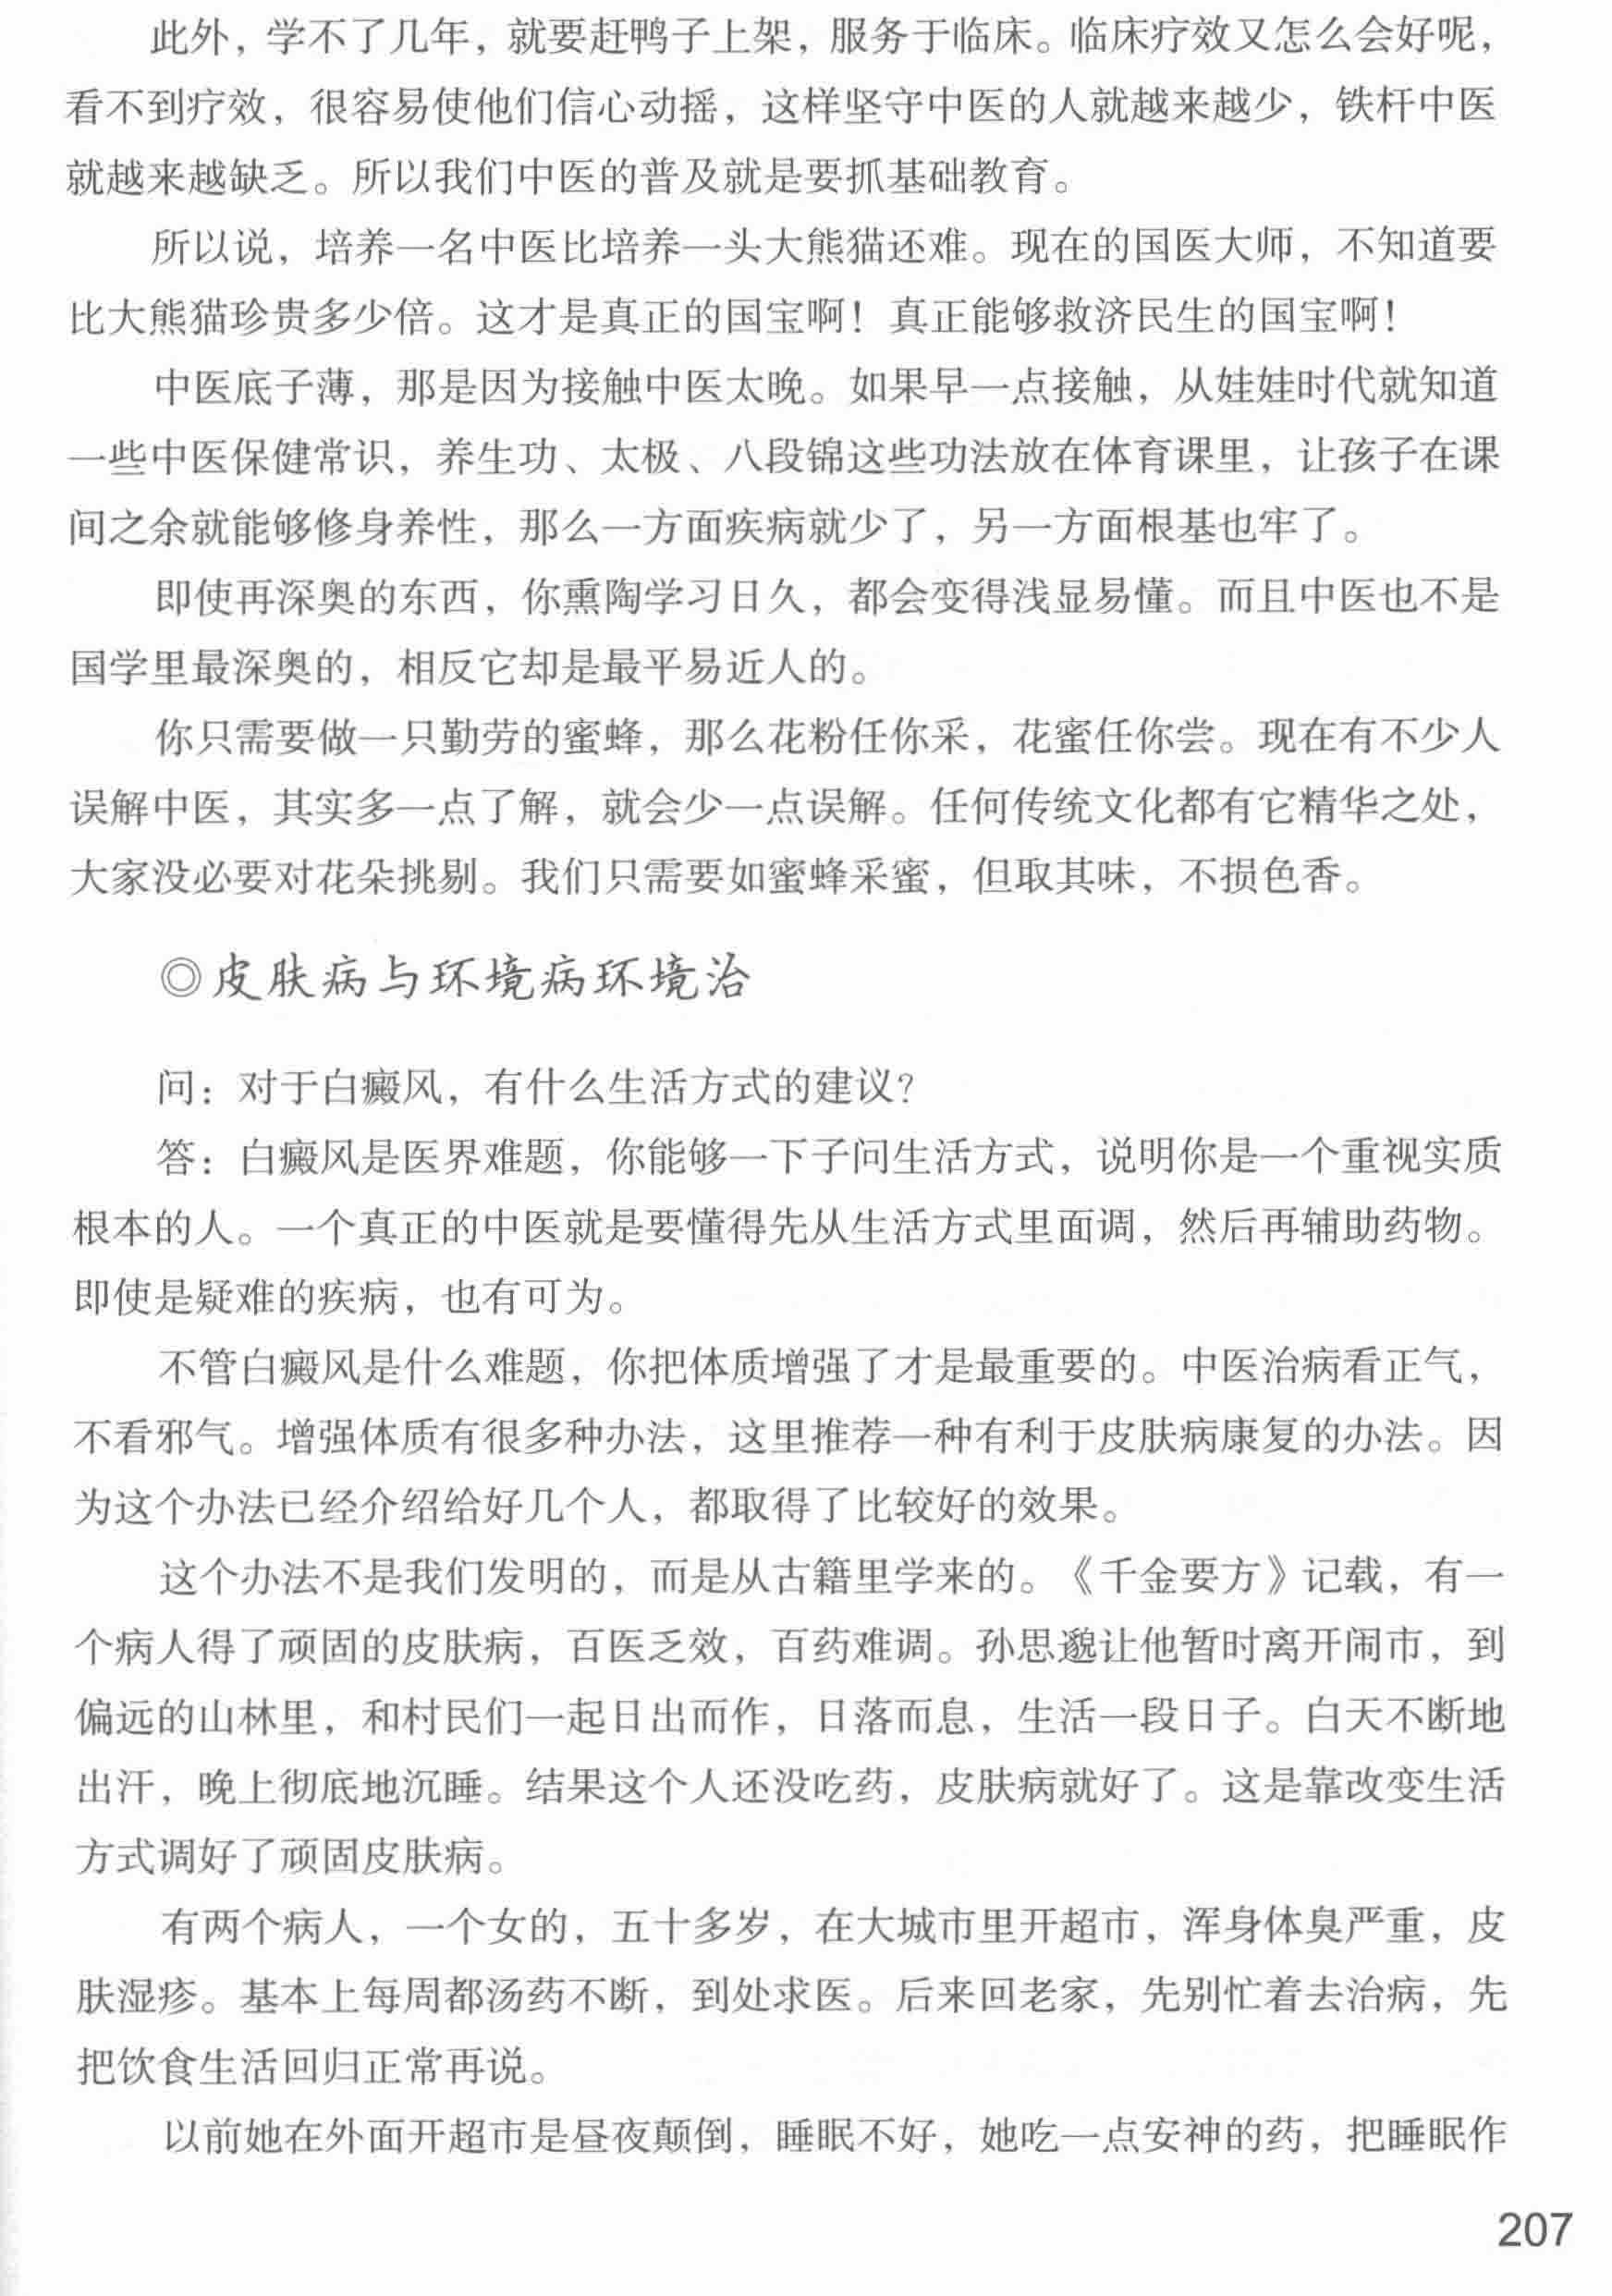 此外，学不了几年，就要赶鸭子上架，服务于临床。临床疗效又怎么会好呢，
看不到疗效，很容易使他们信心动摇，这样坚守中医的人就越来越少，铁杆中医
就越来越缺乏。所以我们中医的普及就是要抓基础教育。
所以说，培养一名中医比培养一头大熊猫还难。现在的国医大师，不知道要
比大熊猫珍贵多少倍。这才是真正的国宝啊！真正能够救济民生的国宝啊！
中医底子薄，那是因为接触中医太晚。如果早一点接触，从娃娃时代就知道
一些中医保健常识，养生功、太极、八段锦这些功法放在体育课里，让孩子在课
间之余就能够修身养性，那么一方面疾病就少了，另一方面根基也牢了。
即使再深奥的东西，你熏陶学习日久，都会变得浅显易懂。而且中医也不是
国学里最深奥的，相反它却是最平易近人的。
你只需要做一只勤劳的蜜蜂，那么花粉任你采，花蜜任你尝。现在有不少人
误解中医，其实多一点了解，就会少一点误解。任何传统文化都有它精华之处，
大家没必要对花朵挑剔。我们只需要如蜜蜂采蜜，但取其味，不损色香。
◎皮肤病与环境病环境治
问：对于白癜风，有什么生活方式的建议？
答：白癜风是医界难题，你能够一下子问生活方式，说明你是一个重视实质
根本的人。一个真正的中医就是要懂得先从生活方式里面调，然后再辅助药物。
即使是疑难的疾病，也有可为。
不管白癜风是什么难题，你把体质增强了才是最重要的。中医治病看正气，
不看邪气。增强体质有很多种办法，这里推荐一种有利于皮肤病康复的办法。因
为这个办法已经介绍给好几个人，都取得了比较好的效果。
这个办法不是我们发明的，而是从古籍里学来的。《千金要方》记载，有一
个病人得了顽固的皮肤病，百医乏效，百药难调。孙思邈让他暂时离开闹市，到
偏远的山林里，和村民们一起日出而作，日落而息，生活一段日子。白天不断地
出汗，晚上彻底地沉睡。结果这个人还没吃药，皮肤病就好了。这是靠改变生活
方式调好了顽固皮肤病。
有两个病人，一个女的，五十多岁，在大城市里开超市，浑身体臭严重，皮
肤湿疹。基本上每周都汤药不断，到处求医。后来回老家，先别忙着去治病，先
把饮食生活回归正常再说。
以前她在外面开超市是昼夜颠倒，睡眠不好，她吃一点安神的药，把睡眠作
207